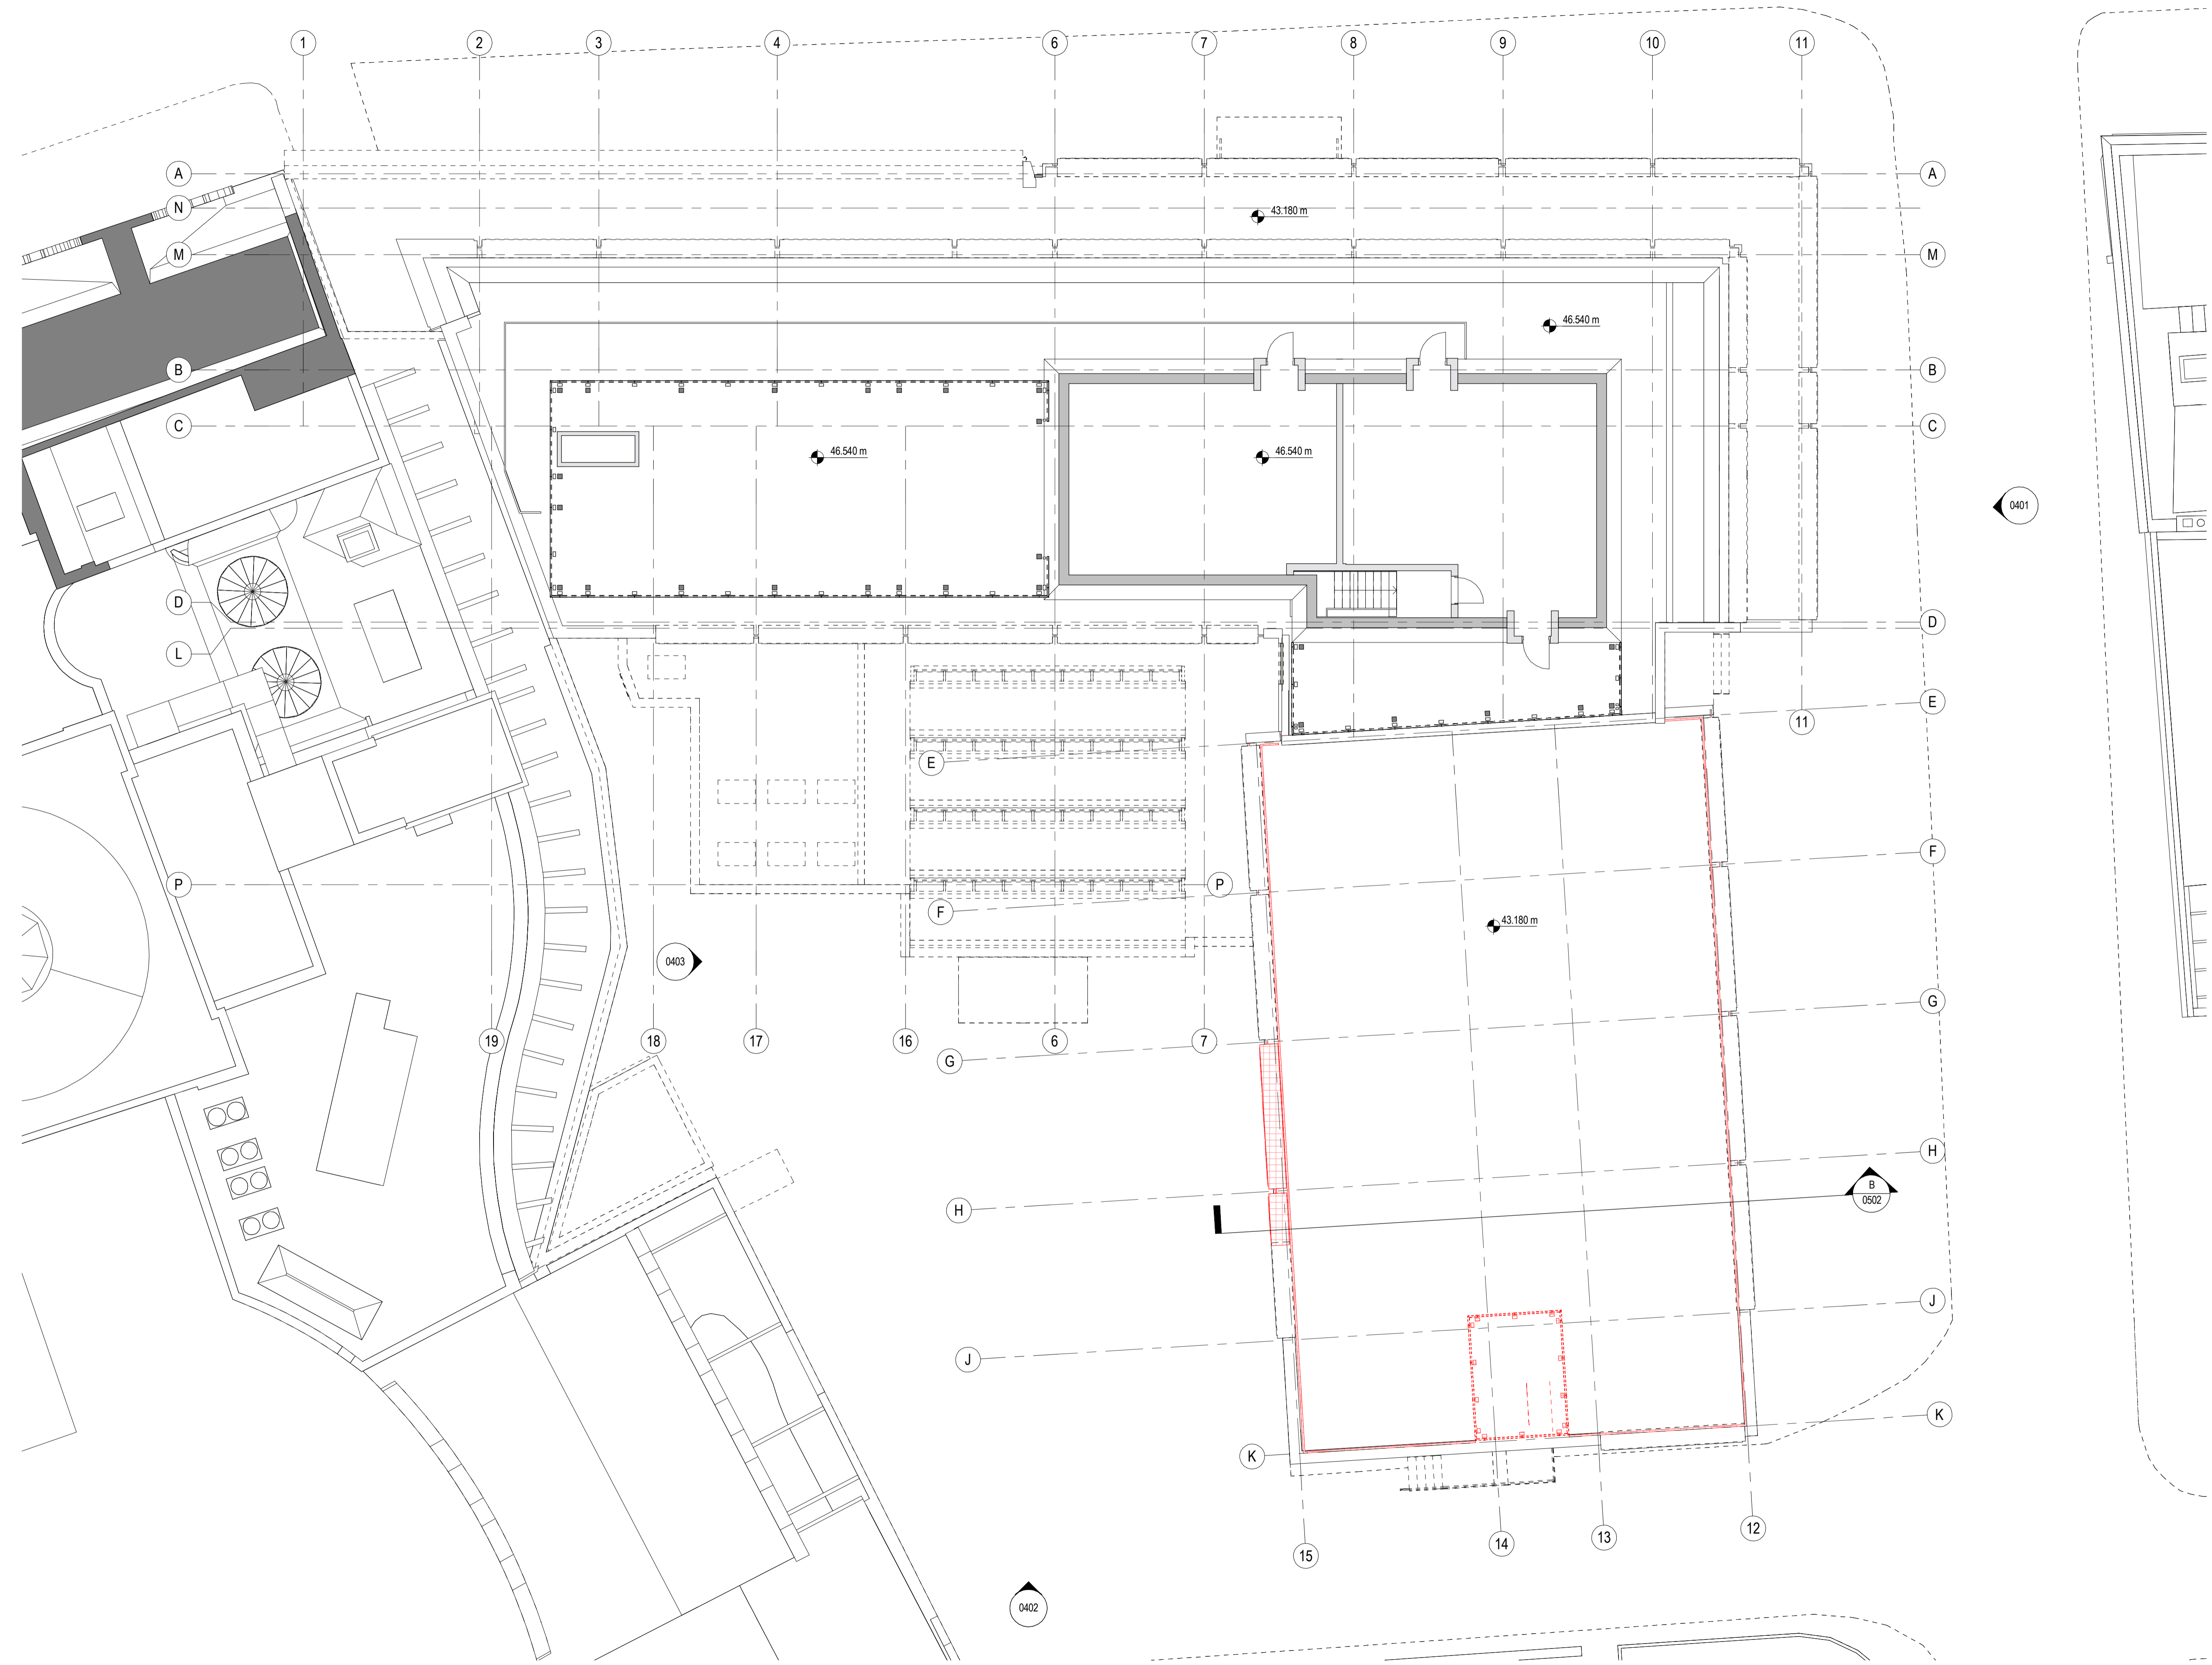 1 2 3 4 6 7 8 9 10 11
A A
N
43.180 m
M M
46.540 m
B B
C C
46.540 m 46.540 m
0401
D D
L
E
11
E
F
P P
F
43.180 m
0403
G
19 18 17 16 6 7
G
H
B
0502
H
J
J
K
K
12
13
14
15
0402